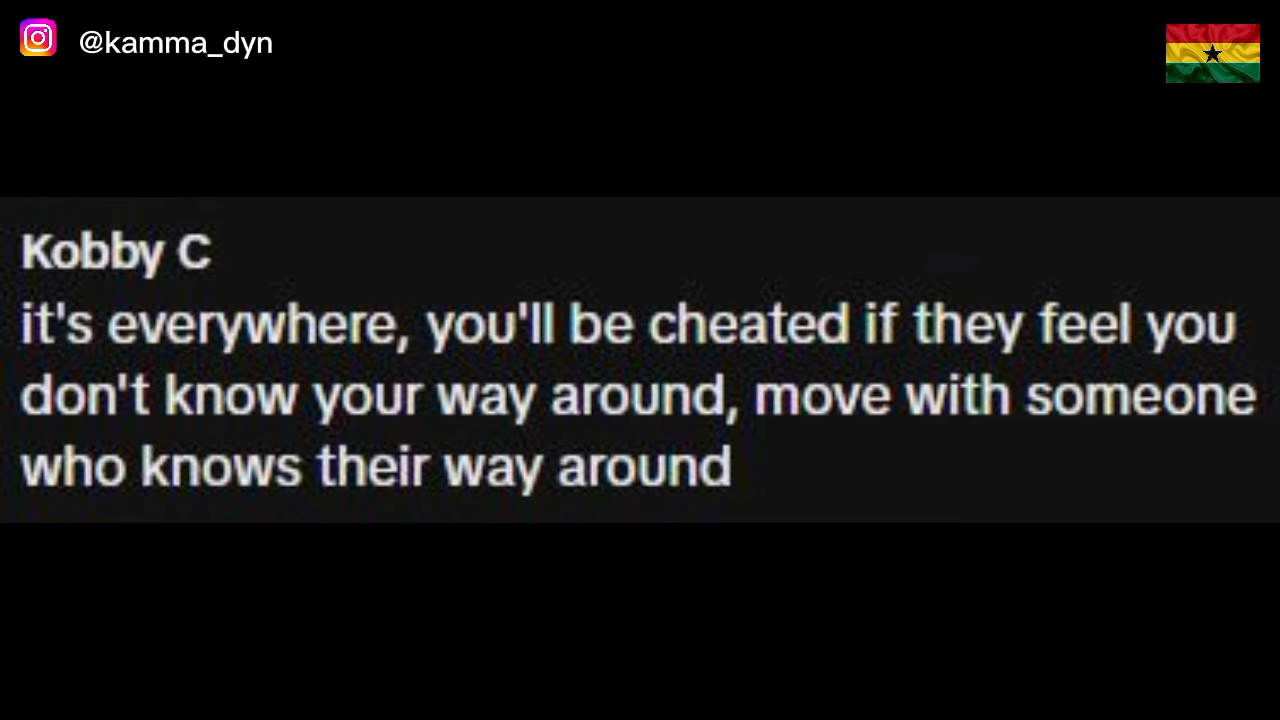 @kamma_dyn
Kobby C
it's everywhere, you'll be cheated if they feel you
don't know your way around, move with someone
who knows their way around